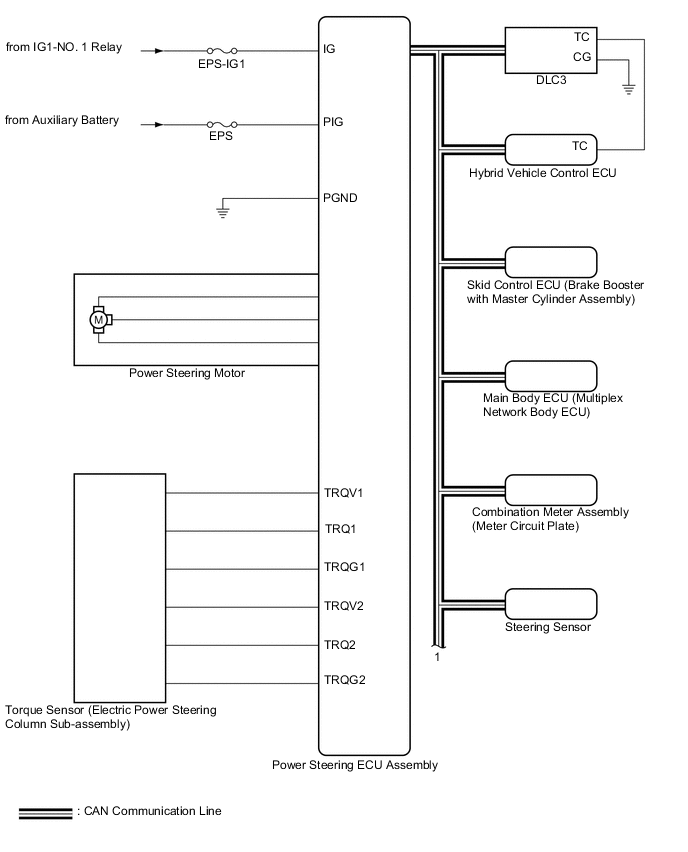 from IG1-NO. 1 Relay
EPS-IG1
IG
from Auxiliary Battery
EPS
PIG
PGND
M
Power Steering Motor
TRQV1
TRQ1
TRQG1
TRQV2
TRQ2
TRQG2
Torque Sensor (Electric Power Steering
Column Sub-assembly)
Power Steering ECU Assembly
TC
CG
DLC3
TC
Hybrid Vehicle Control ECU
Skid Control ECU (Brake Booster
with Master Cylinder Assembly)
Main Body ECU (Multiplex
Network Body ECU)
Combination Meter Assembly
(Meter Circuit Plate)
Steering Sensor
1
: CAN Communication Line